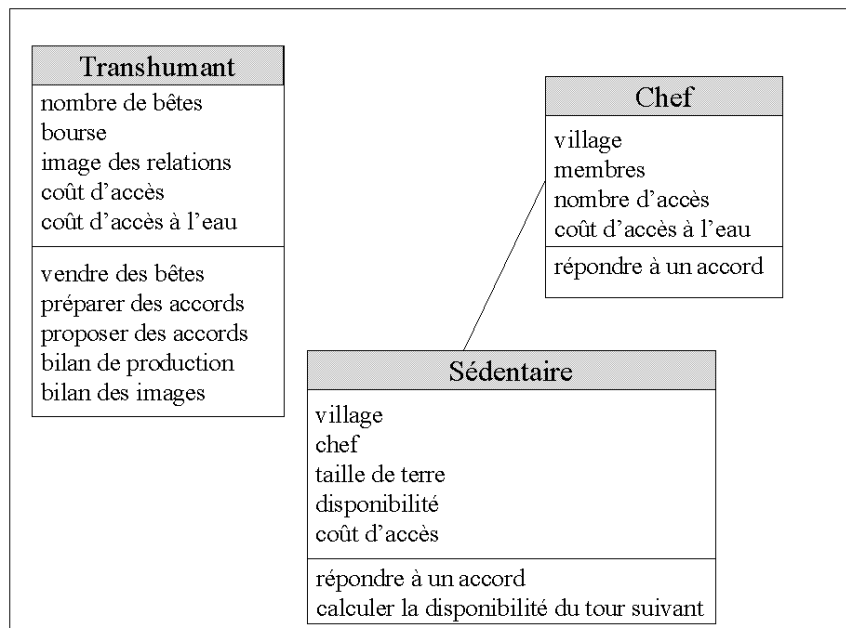 Transhumant
nombre de bêtes
bourse
image des relations
coût d'accès
coût d'accès à l'eau
vendre des bêtes
préparer des accords
proposer des accords
bilan de production
bilan des images
Chef
village
membres
nombre d'accès
coût d'accès à l'eau
répondre à un accord
Sédentaire
village
chef
taille de terre
disponibilité
coût d'accès
répondre à un accord
calculer la disponibilité du tour suivant